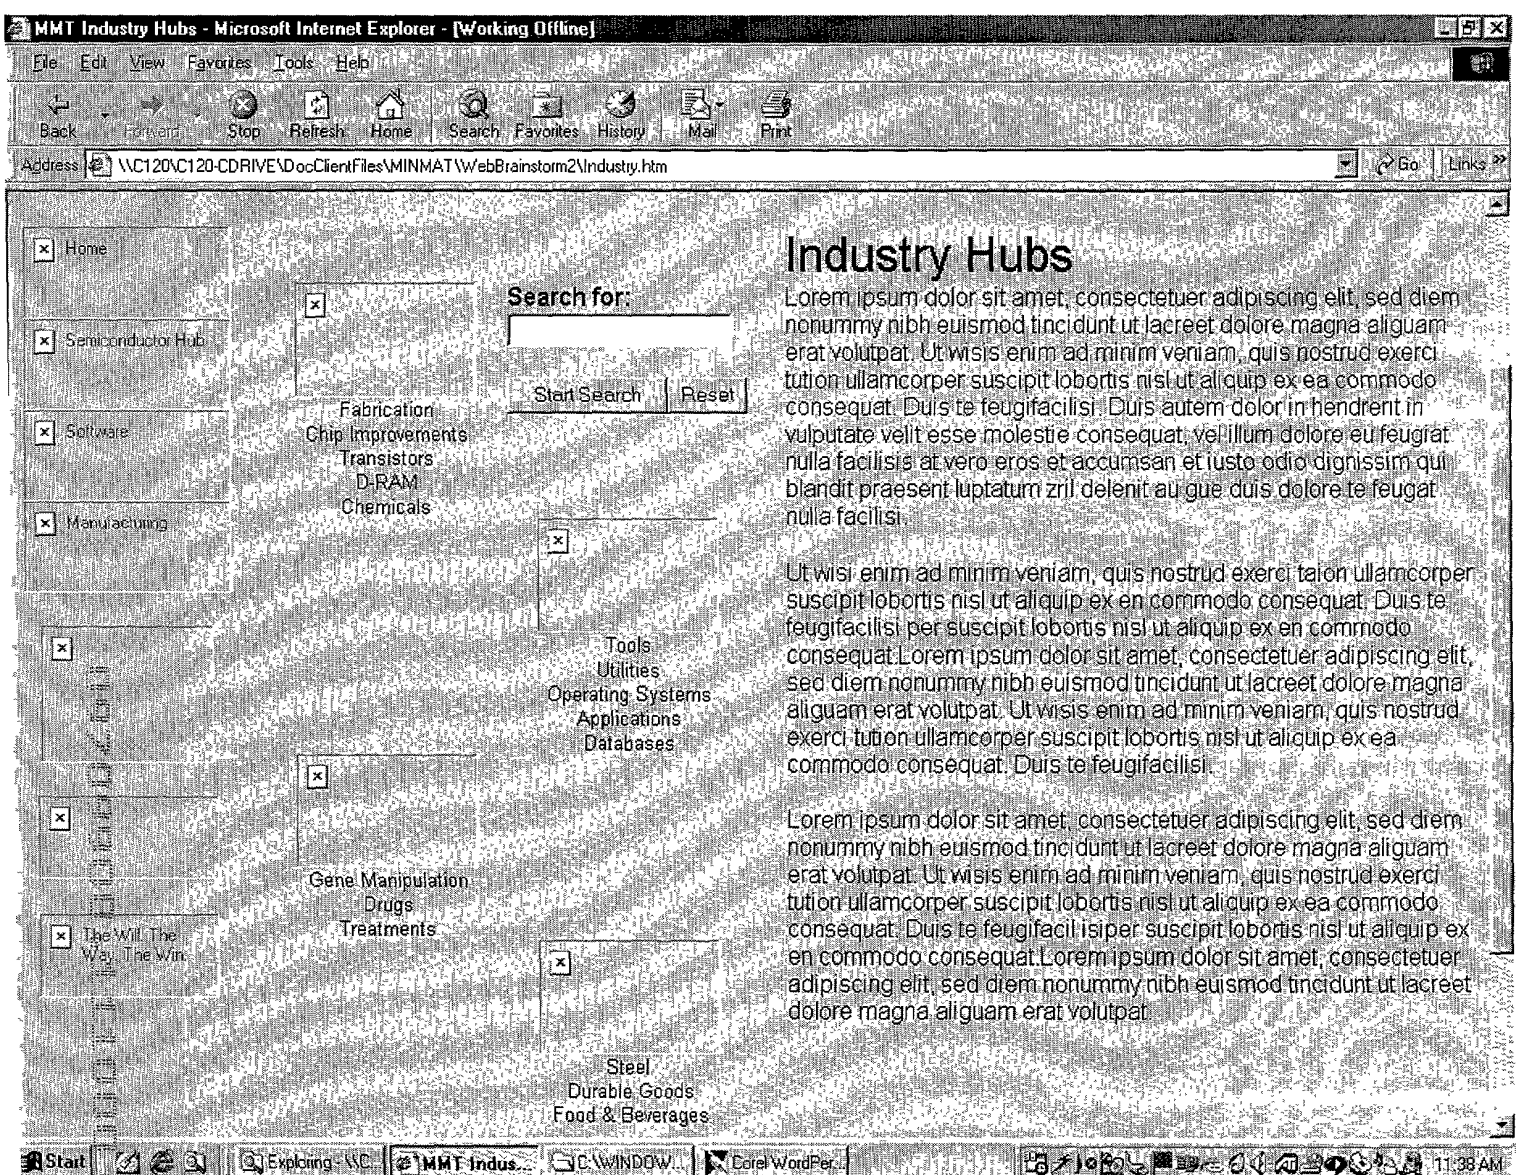 MMT Industry Hubs - Microsoft Internet Explorer - [Working Offline]
File Edit View Favorites Tools Help
Back Forward Stop Refresh Home Search Favorites History Mail Print
Address \\C120\C120-CDRIVE\DocClientFiles\MINMAT\WebBrainstorm2\Industry.htm Go Links »
Home
Semiconductor Hub
Software
Manufacturing
The Will. The
Way. The Win.
Fabrication
Chip Improvements
Transistors
D-RAM
Chemicals
Search for:
Start Search Reset
Tools
Utilities
Operating Systems
Applications
Databases
Gene Manipulation
Drugs
Treatments
Steel
Durable Goods
Food & Beverages
Industry Hubs
Lorem ipsum dolor sit amet, consectetuer adipiscing elit, sed diem
nonummy nibh euismod tincidunt ut lacreet dolore magna aliguam
erat volutpat. Ut wisis enim ad minim veniam, quis nostrud exerci
tution ullamcorper suscipit lobortis nisl ut aliquip ex ea commodo
consequat. Duis te feugifacilisi. Duis autem dolor in hendrerit in
vulputate velit esse molestie consequat, vel illum dolore eu feugiat
nulla facilisis at vero eros et accumsan et iusto odio dignissim qui
blandit praesent luptatum zril delenit au gue duis dolore te feugat
nulla facilisi.
Ut wisi enim ad minim veniam, quis nostrud exerci taion ullamcorper
suscipit lobortis nisl ut aliquip ex en commodo consequat. Duis te
feugifacilisi per suscipit lobortis nisl ut aliquip ex en commodo
consequat.Lorem ipsum dolor sit amet, consectetuer adipiscing elit,
sed diem nonummy nibh euismod tincidunt ut lacreet dolore magna
aliguam erat volutpat. Ut wisis enim ad minim veniam, quis nostrud
exerci tution ullamcorper suscipit lobortis nisl ut aliquip ex ea
commodo consequat. Duis te feugifacilisi.
Lorem ipsum dolor sit amet, consectetuer adipiscing elit, sed diem
nonummy nibh euismod tincidunt ut lacreet dolore magna aliguam
erat volutpat. Ut wisis enim ad minim veniam, quis nostrud exerci
tution ullamcorper suscipit lobortis nisl ut aliquip ex ea commodo
consequat. Duis te feugifacil isiper suscipit lobortis nisl ut aliquip ex
en commodo consequat.Lorem ipsum dolor sit amet, consectetuer
adipiscing elit, sed diem nonummy nibh euismod tincidunt ut lacreet
dolore magna aliguam erat volutpat.
Start Exploring - \\C... MMT Indus... C:\WINDOW... Corel WordPer... 11:38 AM